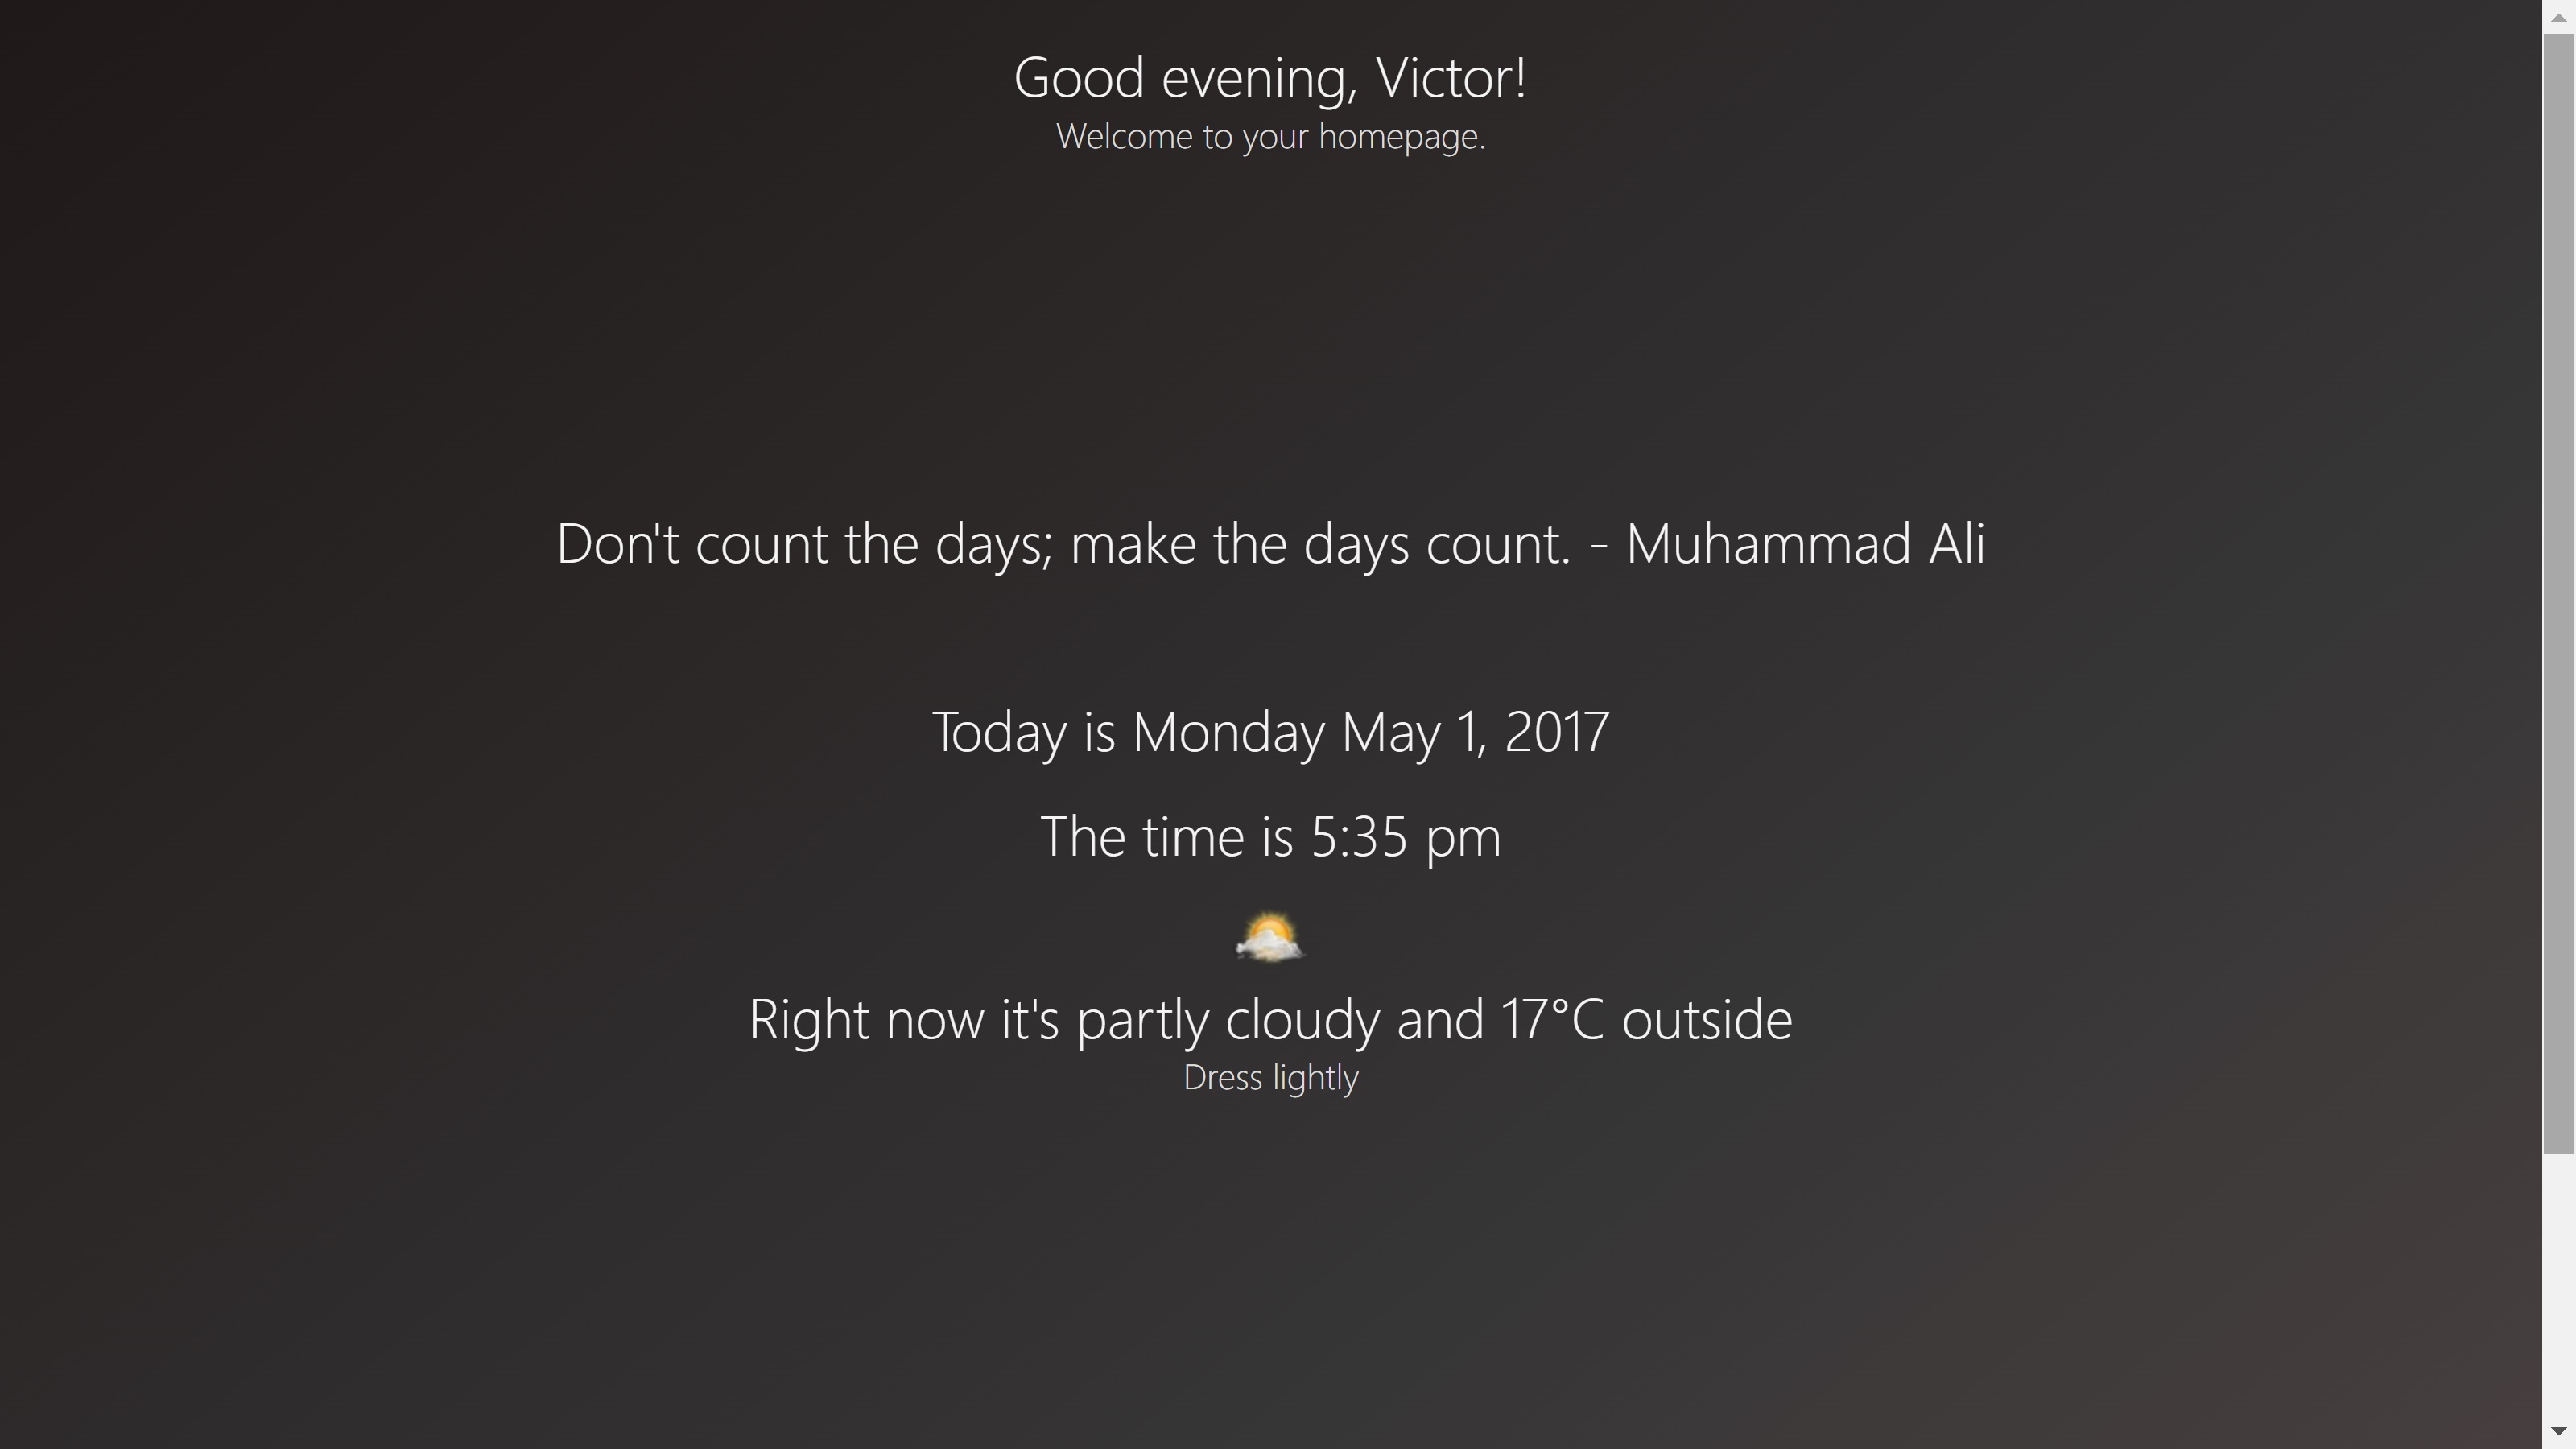 Good evening, Victor!
Welcome to your homepage.
Don't count the days; make the days count. - Muhammad Ali
Today is Monday May 1, 2017
The time is 5:35 pm
Right now it's partly cloudy and 17°C outside
Dress lightly